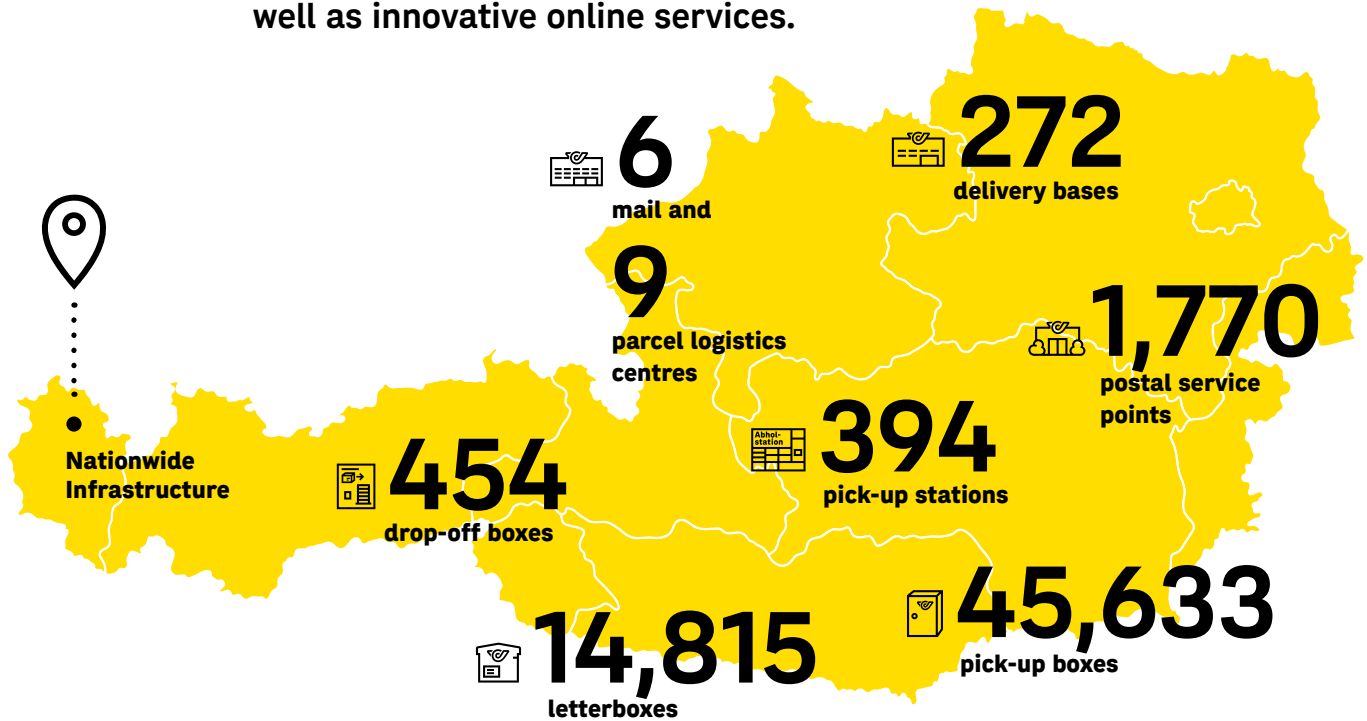 well as innovative online services.
6
mail and
9
parcel logistics
centres
272
delivery bases
1,770
postal service
points
Nationwide
Infrastructure
454
drop-off boxes
Abhol-
station
394
pick-up stations
14,815
letterboxes
45,633
pick-up boxes